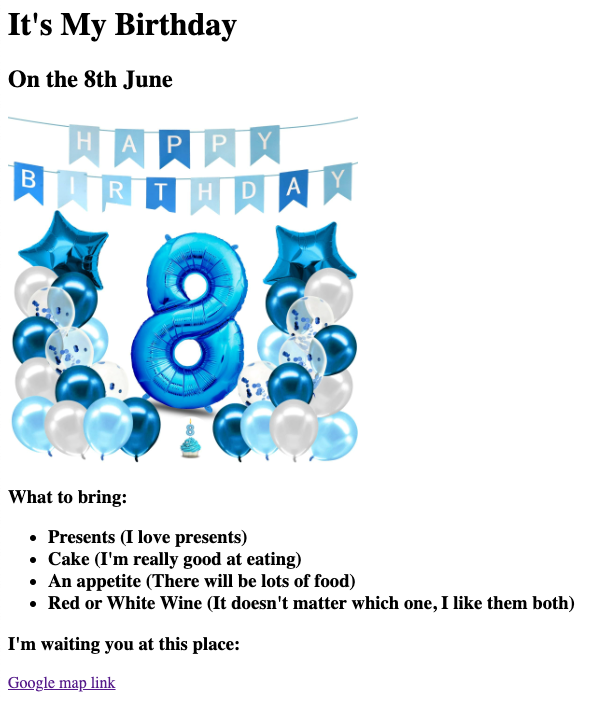 It's My Birthday
On the 8th June
HAPPY
BIRTHDAY
8
8
What to bring:
Presents (I love presents)
Cake (I'm really good at eating)
An appetite (There will be lots of food)
Red or White Wine (It doesn't matter which one, I like them both)
I'm waiting you at this place:
Google map link